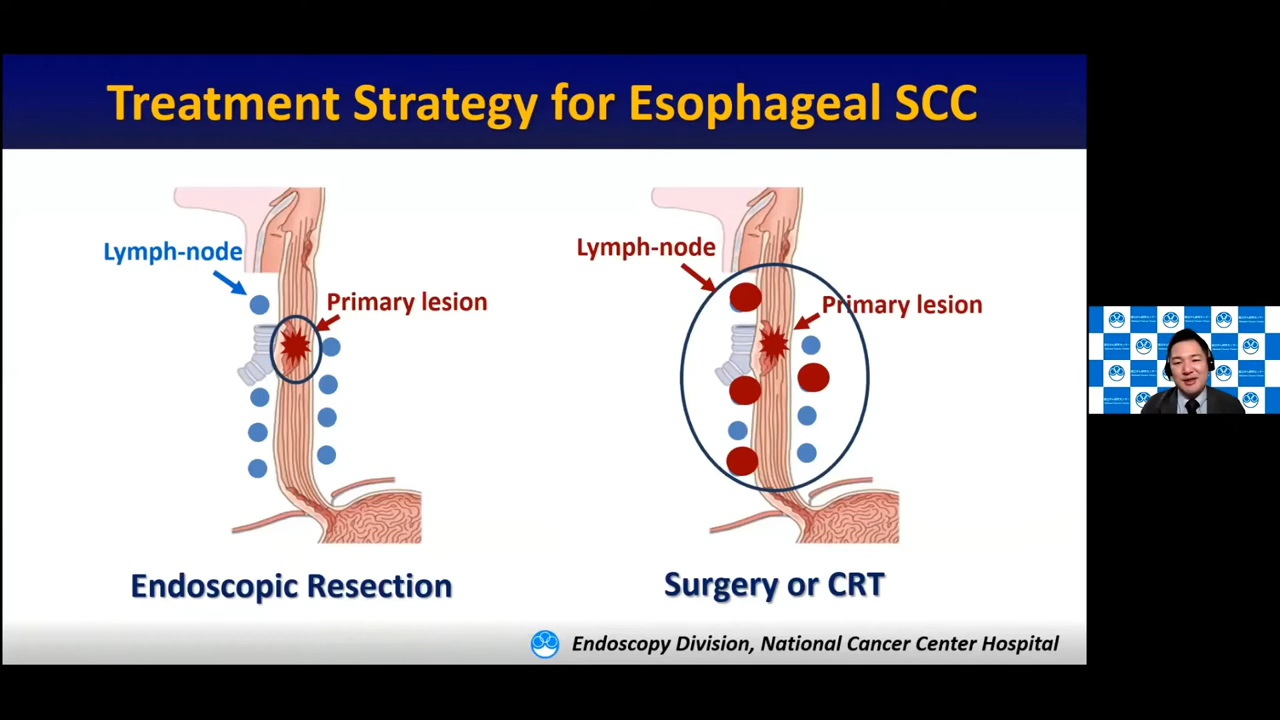 Treatment Strategy for Esophageal SCC
Lymph-node
Primary lesion
Lymph-node
Primary lesion
Endoscopic Resection
Surgery or CRT
Endoscopy Division, National Cancer Center Hospital